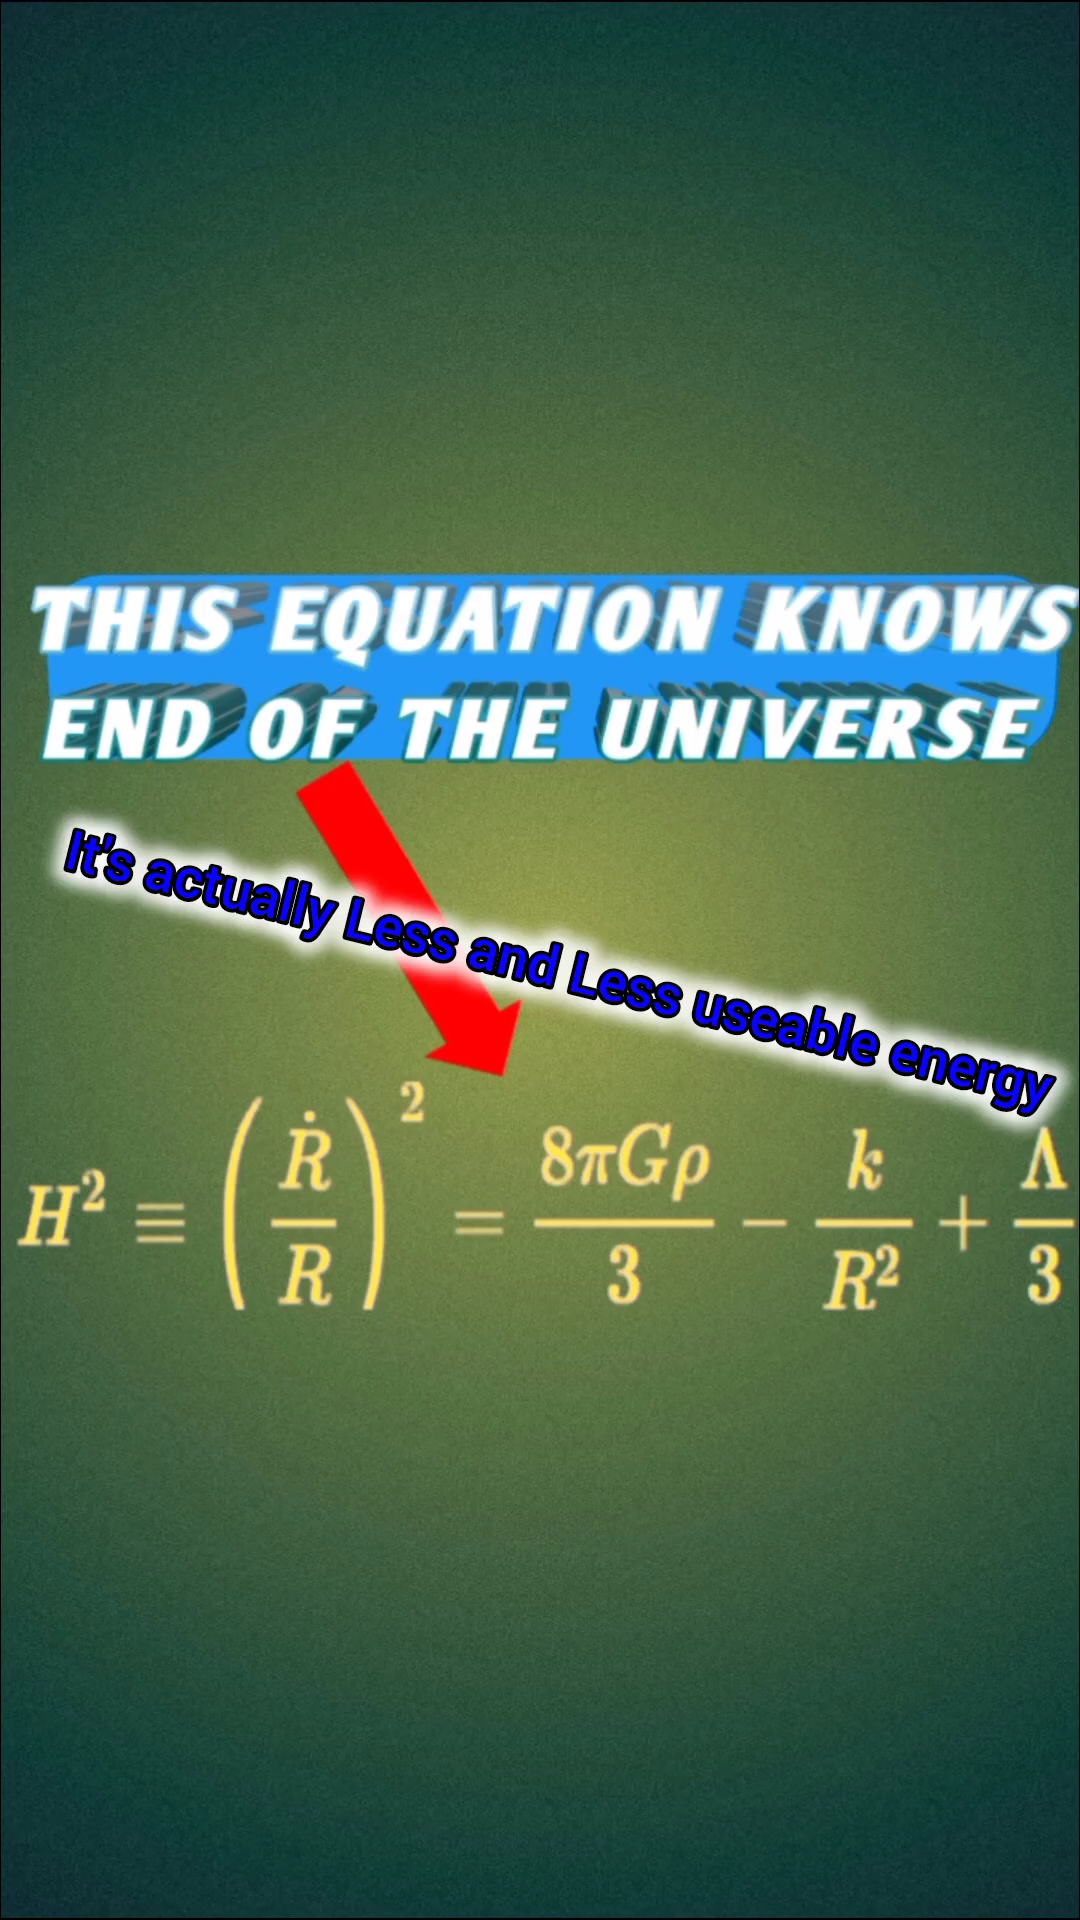 THIS EQUATION KNOWS
END OF THE UNIVERSE
It's actually Less and Less useable energy
H² ≡ (Ṙ/R)² = 8πGρ/3 − k/R² + Λ/3